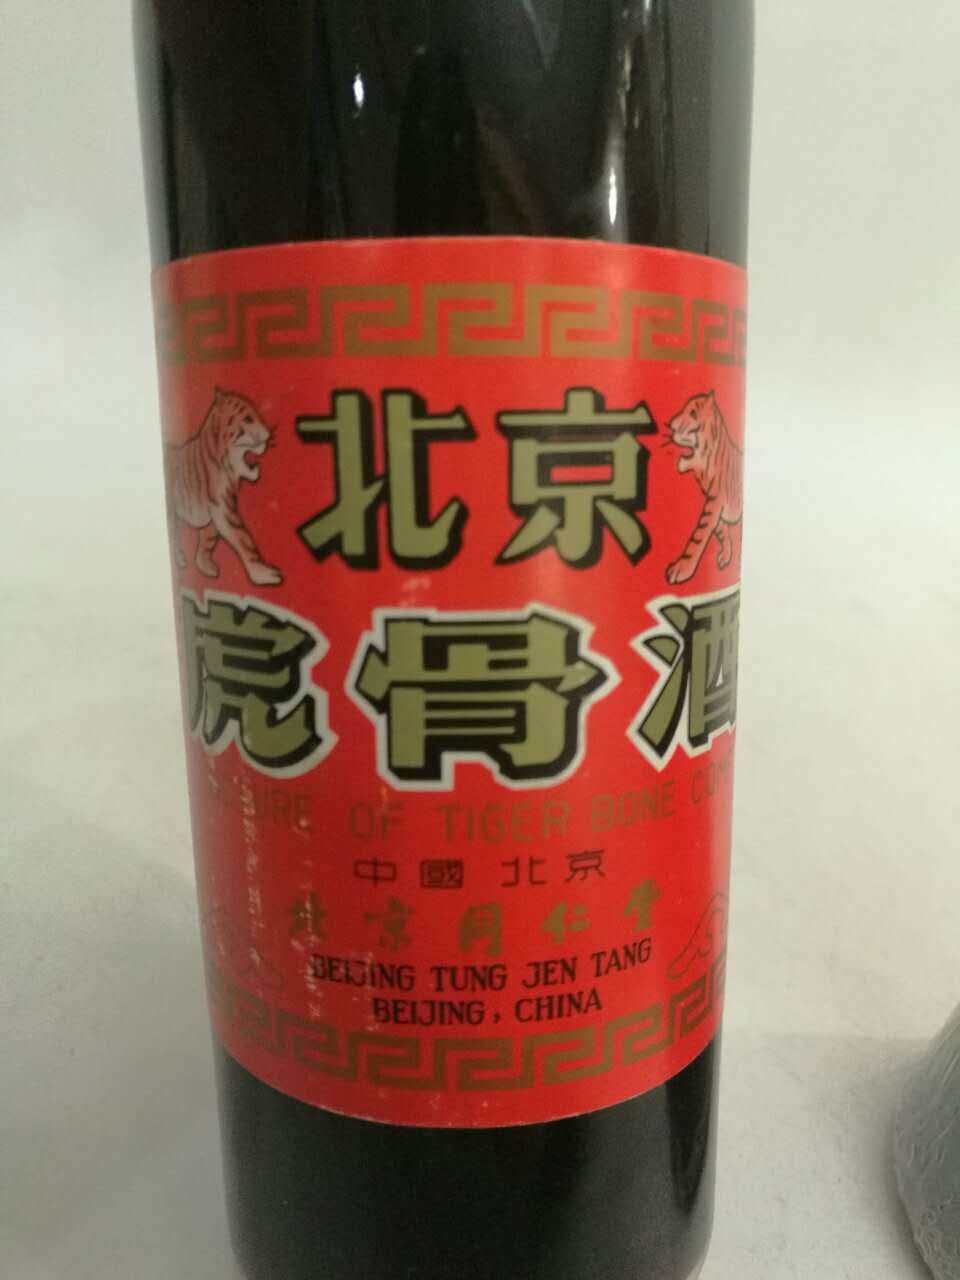 北京
虎骨酒
OF TIGER BONE
中國 北京
北京同仁堂
BEIJING TUNG JEN TANG
BEIJING, CHINA